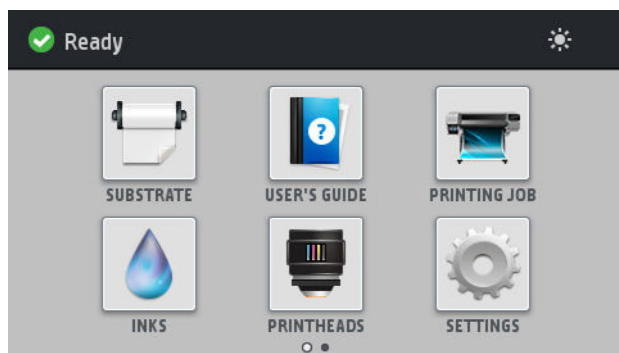 Ready
SUBSTRATE USER'S GUIDE PRINTING JOB
?
INKS PRINTHEADS SETTINGS